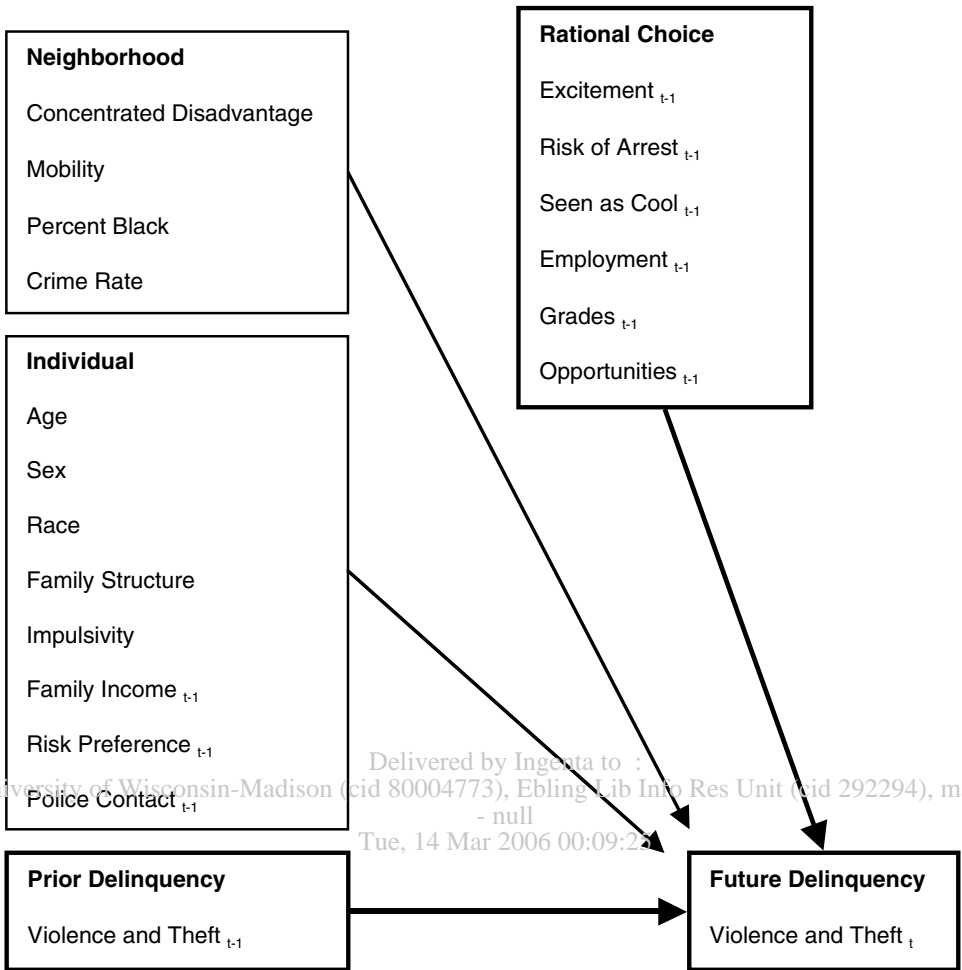 Neighborhood
Concentrated Disadvantage
Mobility
Percent Black
Crime Rate
Rational Choice
Excitement t-1
Risk of Arrest t-1
Seen as Cool t-1
Employment t-1
Grades t-1
Opportunities t-1
Individual
Age
Sex
Race
Family Structure
Impulsivity
Family Income t-1
Risk Preference t-1
Police Contact t-1
Delivered by Ingenta to :
of Wisconsin-Madison (cid 80004773), Ebling Lib Info Res Unit (cid 292294), m
- null
Tue, 14 Mar 2006 00:09:25
Prior Delinquency
Violence and Theft t-1
Future Delinquency
Violence and Theft t